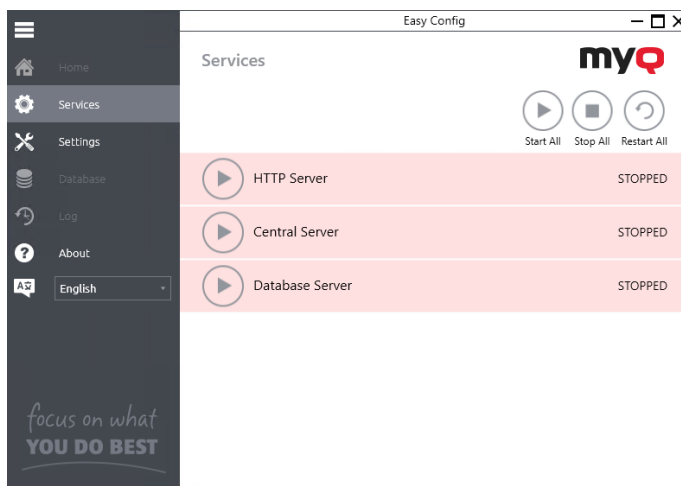 Easy Config
Home
Services
Settings
Database
Log
About
English
focus on what
YOU DO BEST
Services
myQ
Start All
Stop All
Restart All
HTTP Server
STOPPED
Central Server
STOPPED
Database Server
STOPPED